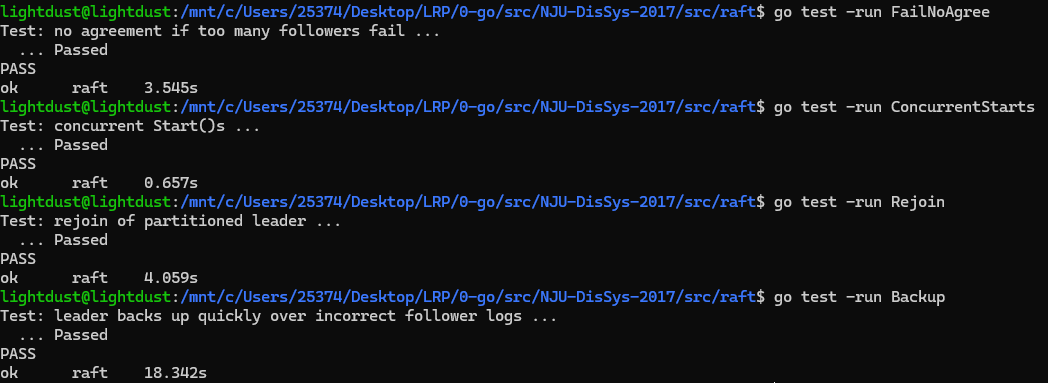 lightdust@lightdust:/mnt/c/Users/25374/Desktop/LRP/0-go/src/NJU-DisSys-2017/src/raft$ go test -run FailNoAgree
Test: no agreement if too many followers fail ...
  ... Passed
PASS
ok      raft    3.545s
lightdust@lightdust:/mnt/c/Users/25374/Desktop/LRP/0-go/src/NJU-DisSys-2017/src/raft$ go test -run ConcurrentStarts
Test: concurrent Start()s ...
  ... Passed
PASS
ok      raft    0.657s
lightdust@lightdust:/mnt/c/Users/25374/Desktop/LRP/0-go/src/NJU-DisSys-2017/src/raft$ go test -run Rejoin
Test: rejoin of partitioned leader ...
  ... Passed
PASS
ok      raft    4.059s
lightdust@lightdust:/mnt/c/Users/25374/Desktop/LRP/0-go/src/NJU-DisSys-2017/src/raft$ go test -run Backup
Test: leader backs up quickly over incorrect follower logs ...
  ... Passed
PASS
ok      raft    18.342s